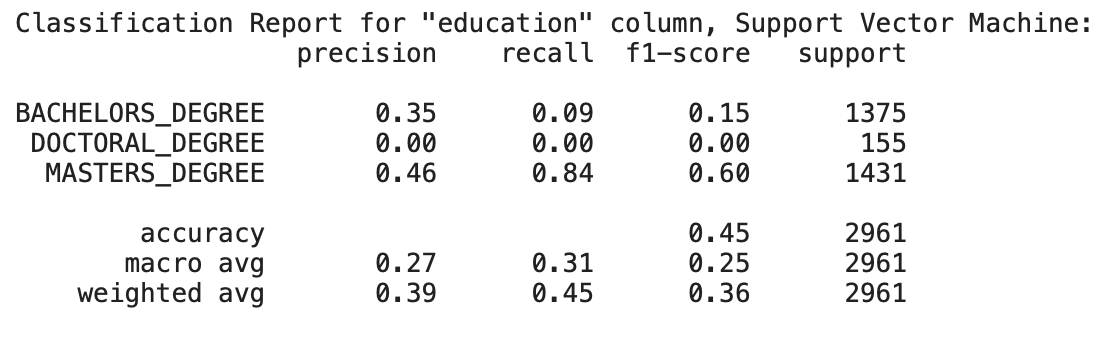 Classification Report for "education" column, Support Vector Machine:
precision recall f1-score support
BACHELORS_DEGREE 0.35 0.09 0.15 1375
DOCTORAL_DEGREE 0.00 0.00 0.00 155
MASTERS_DEGREE 0.46 0.84 0.60 1431
accuracy 0.45 2961
macro avg 0.27 0.31 0.25 2961
weighted avg 0.39 0.45 0.36 2961